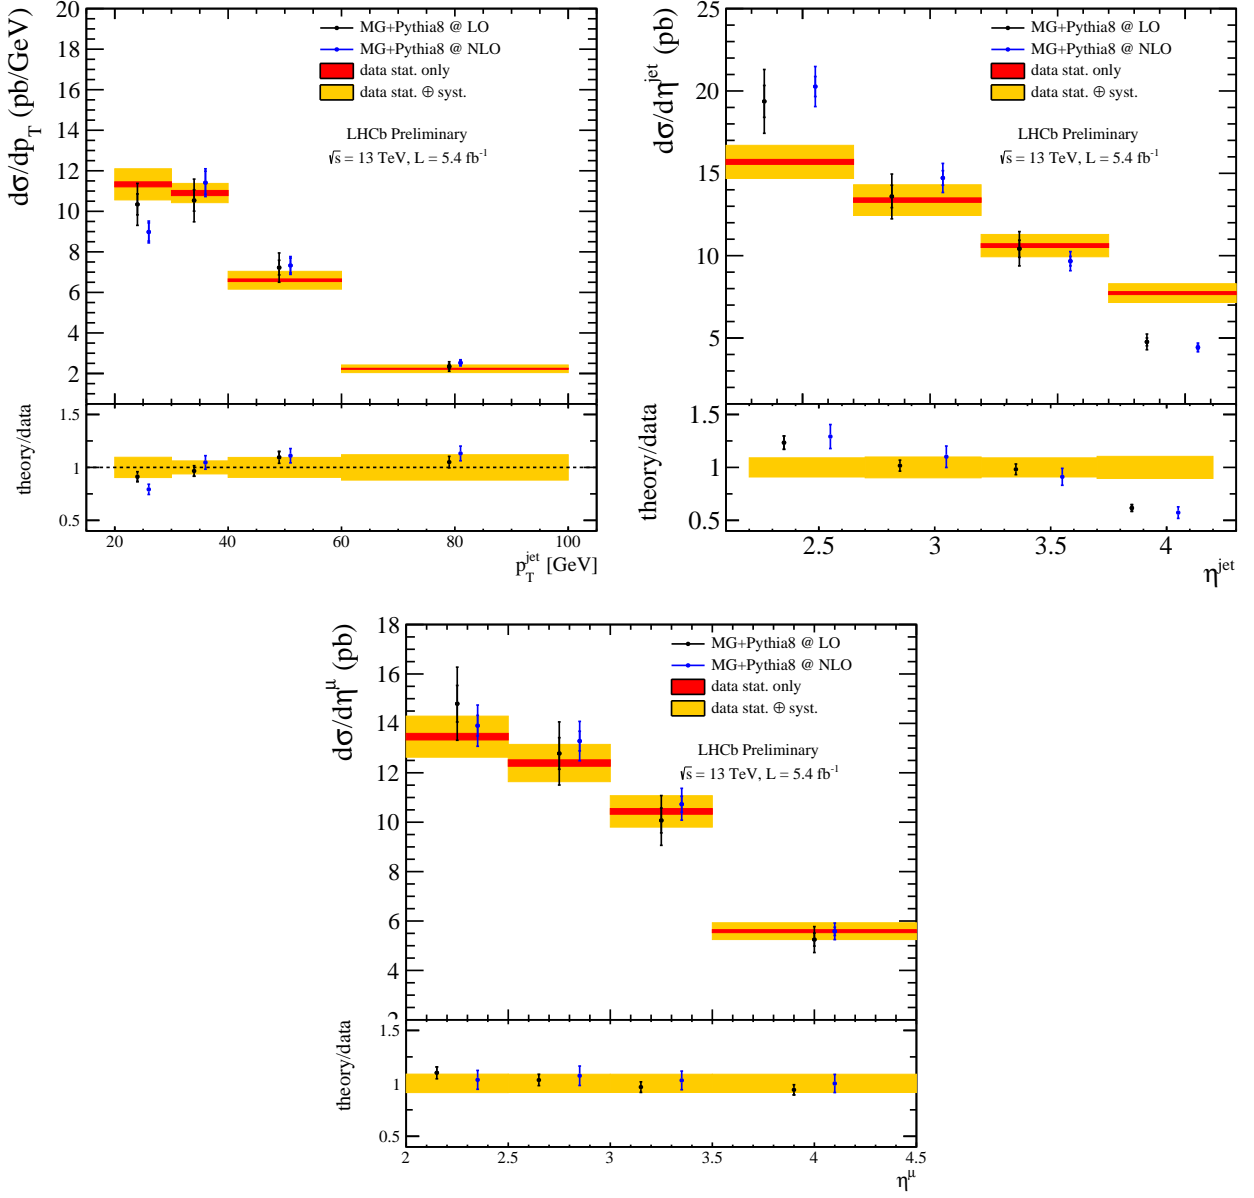 dσ/dp_T (pb/GeV)
20
18
16
14
12
10
8
6
4
2
MG+Pythia8 @ LO
MG+Pythia8 @ NLO
data stat. only
data stat. ⊕ syst.
LHCb Preliminary
√s = 13 TeV, L = 5.4 fb⁻¹
theory/data
1.5
1
0.5
20 40 60 80 100
p_T^jet [GeV]
dσ/dη^jet (pb)
25
20
15
10
5
MG+Pythia8 @ LO
MG+Pythia8 @ NLO
data stat. only
data stat. ⊕ syst.
LHCb Preliminary
√s = 13 TeV, L = 5.4 fb⁻¹
theory/data
1.5
1
0.5
2.5 3 3.5 4
η^jet
dσ/dη^μ (pb)
18
16
14
12
10
8
6
4
2
MG+Pythia8 @ LO
MG+Pythia8 @ NLO
data stat. only
data stat. ⊕ syst.
LHCb Preliminary
√s = 13 TeV, L = 5.4 fb⁻¹
theory/data
1.5
1
0.5
2 2.5 3 3.5 4 4.5
η^μ